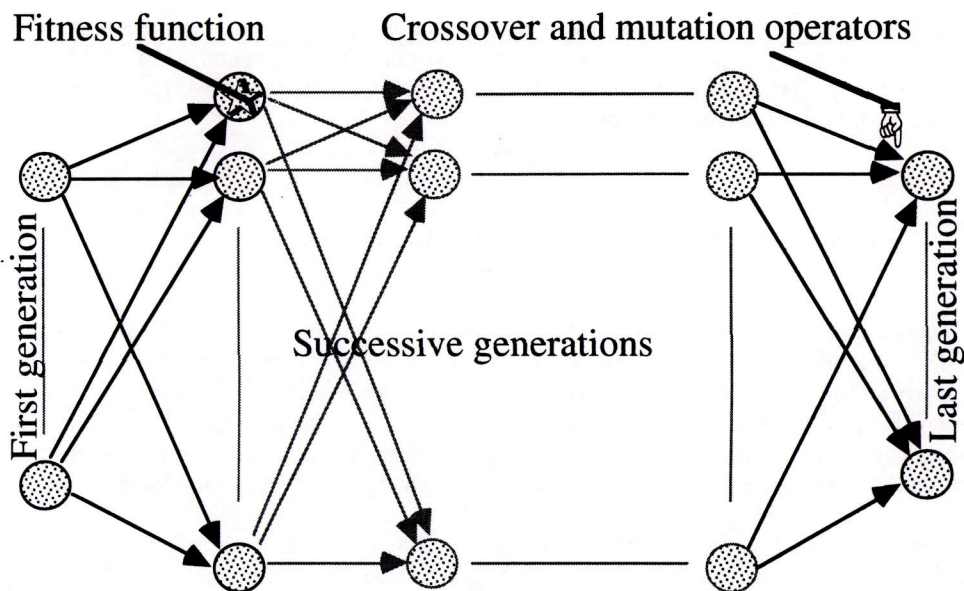 Fitness function
Crossover and mutation operators
First generation
Successive generations
Last generation